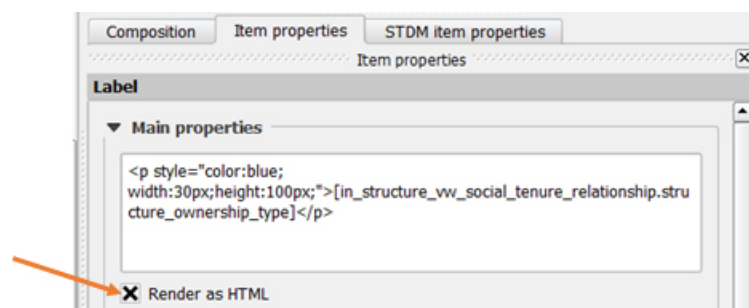 Composition Item properties STDM item properties
Item properties
Label
Main properties
<p style="color:blue;
width:30px;height:100px;">[in_structure_vw_social_tenure_relationship.stru
cture_ownership_type]</p>
Render as HTML